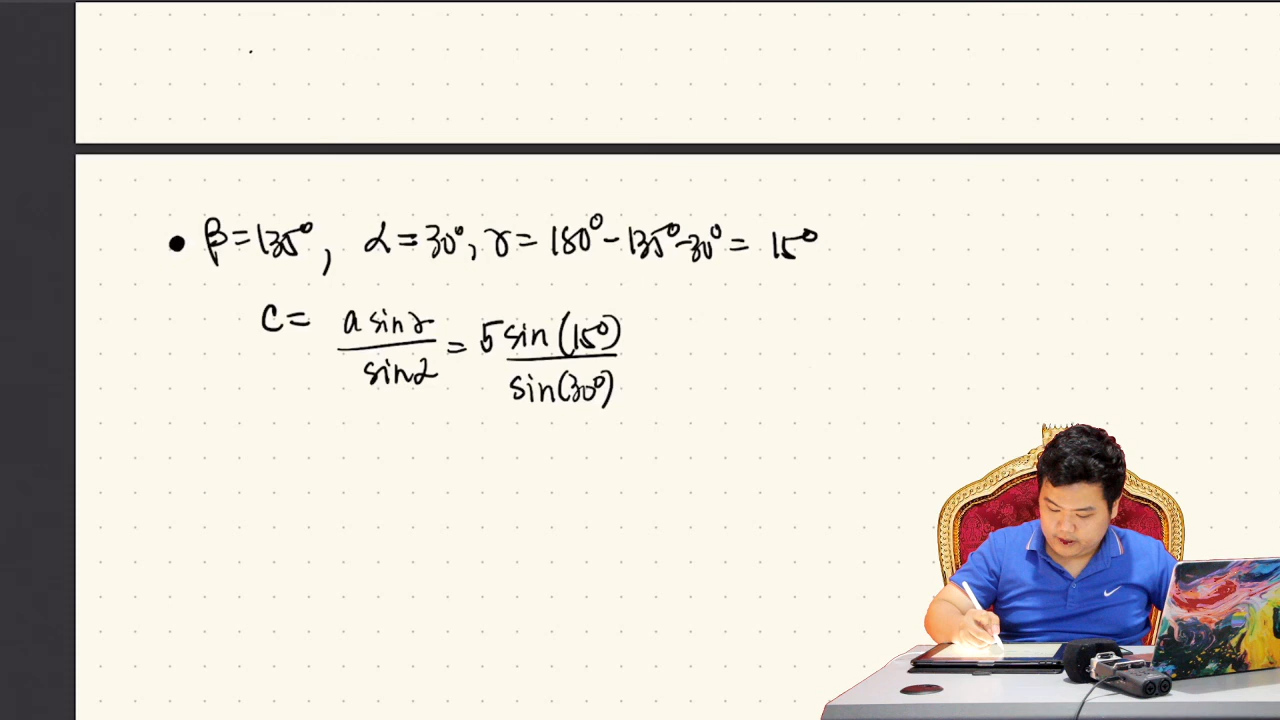 • β = 135°, α = 30°, γ = 180° - 135° - 30° = 15°
c = a sin γ / sin α = 5 sin (15°) / sin(30°)